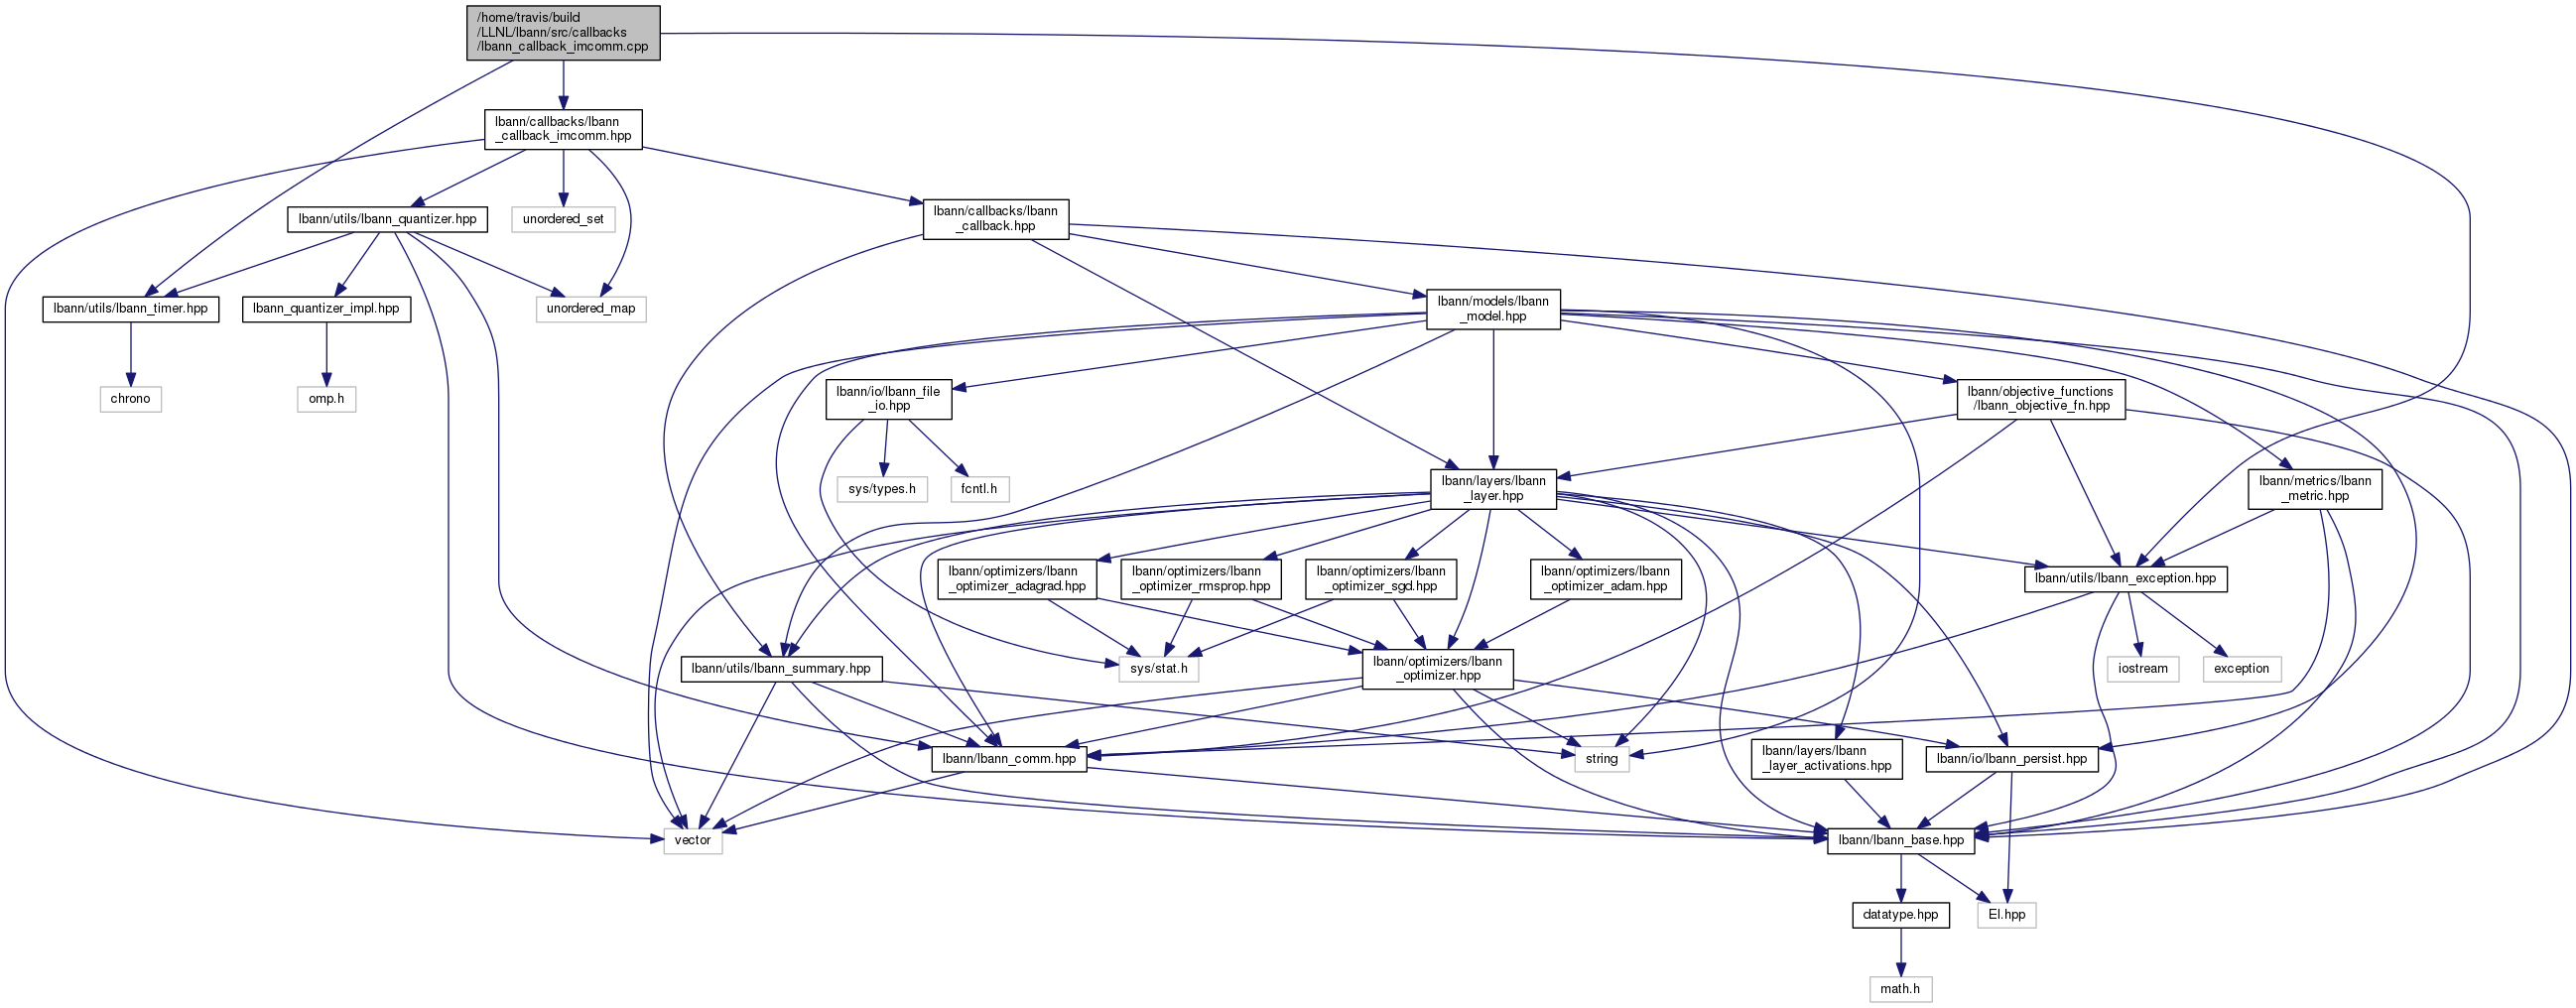 /home/travis/build
/LLNL/lbann/src/callbacks
/lbann_callback_imcomm.cpp
lbann/callbacks/lbann
_callback_imcomm.hpp
lbann/utils/lbann_quantizer.hpp
unordered_set
lbann/callbacks/lbann
_callback.hpp
lbann/utils/lbann_timer.hpp
lbann_quantizer_impl.hpp
unordered_map
lbann/models/lbann
_model.hpp
chrono
omp.h
lbann/io/lbann_file
_io.hpp
lbann/objective_functions
/lbann_objective_fn.hpp
sys/types.h
fcntl.h
lbann/layers/lbann
_layer.hpp
lbann/metrics/lbann
_metric.hpp
lbann/optimizers/lbann
_optimizer_adagrad.hpp
lbann/optimizers/lbann
_optimizer_rmsprop.hpp
lbann/optimizers/lbann
_optimizer_sgd.hpp
lbann/optimizers/lbann
_optimizer_adam.hpp
lbann/utils/lbann_exception.hpp
lbann/utils/lbann_summary.hpp
sys/stat.h
lbann/optimizers/lbann
_optimizer.hpp
iostream
exception
lbann/lbann_comm.hpp
string
lbann/layers/lbann
_layer_activations.hpp
lbann/io/lbann_persist.hpp
vector
lbann/lbann_base.hpp
datatype.hpp
El.hpp
math.h